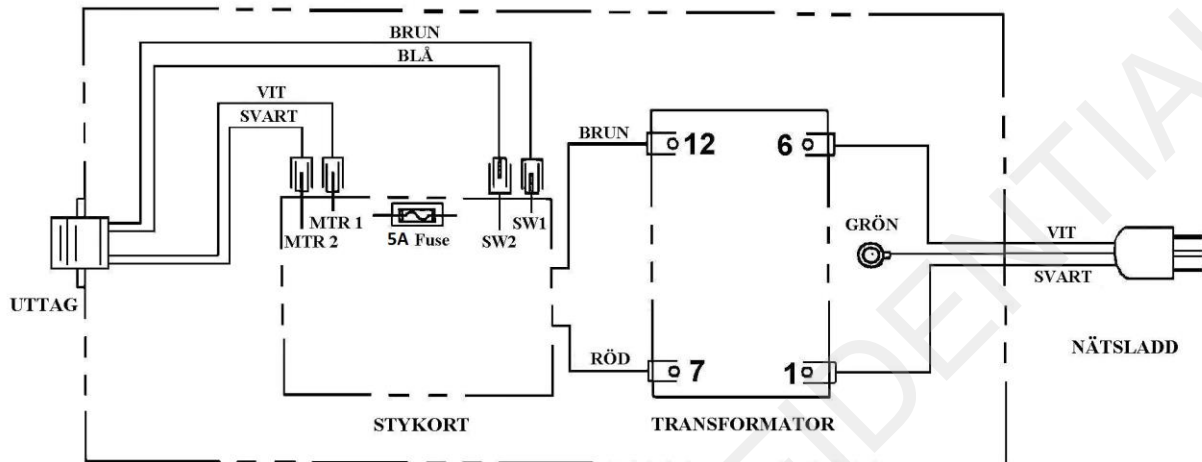 BRUN
BLÅ
VIT
SVART
MTR 2
MTR 1
5A Fuse
SW2
SW1
UTTAG
STYKORT
BRUN
RÖD
12
6
7
1
TRANSFORMATOR
GRÖN
VIT
SVART
NÄTSLADD